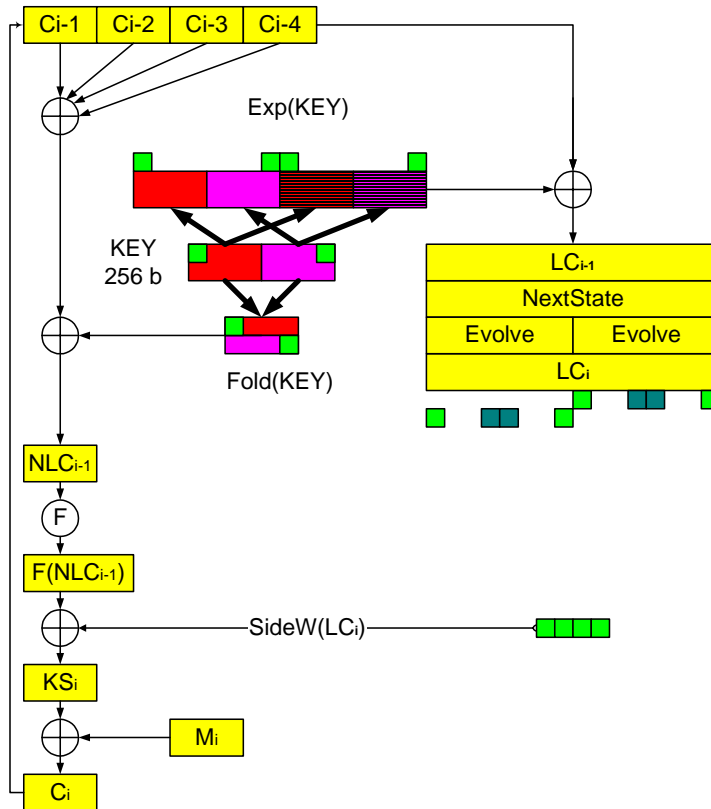 Ci-1 Ci-2 Ci-3 Ci-4
Exp(KEY)
KEY
256 b
LCi-1
NextState
Evolve Evolve
LCi
Fold(KEY)
NLCi-1
F
F(NLCi-1)
SideW(LCi)
KSi
Mi
Ci